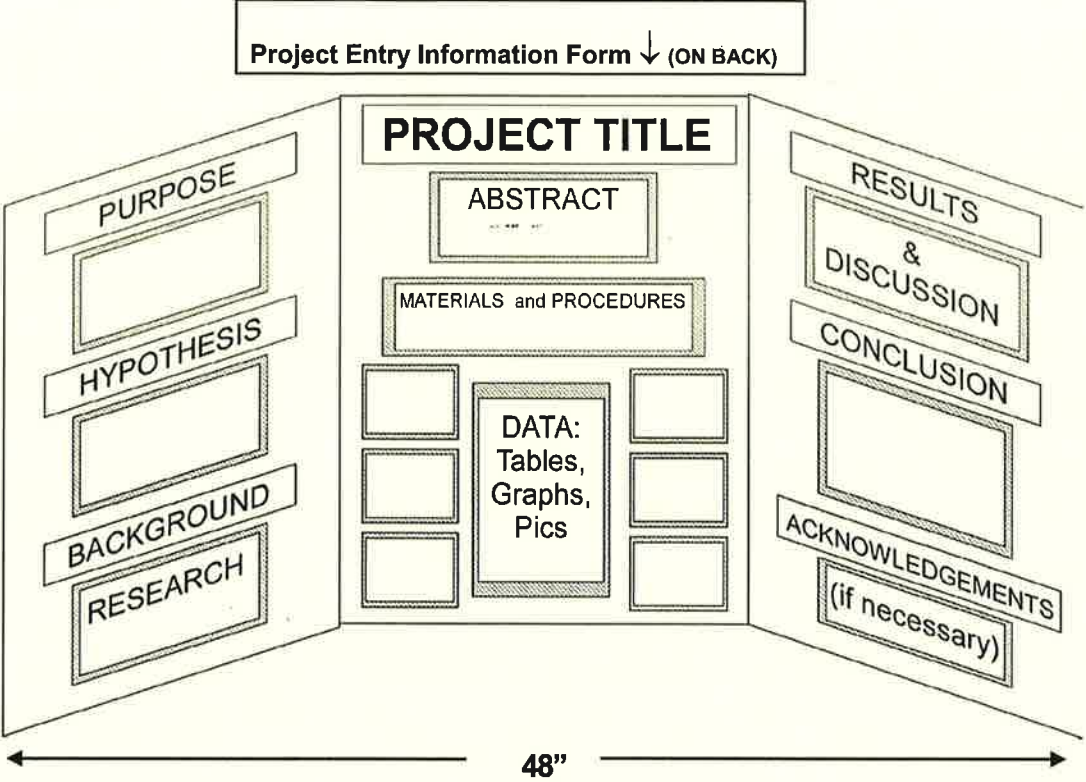 Project Entry Information Form ↓ (ON BACK)
PROJECT TITLE
PURPOSE
HYPOTHESIS
BACKGROUND
RESEARCH
ABSTRACT
MATERIALS and PROCEDURES
DATA:
Tables,
Graphs,
Pics
RESULTS
&
DISCUSSION
CONCLUSION
ACKNOWLEDGEMENTS
(if necessary)
48”